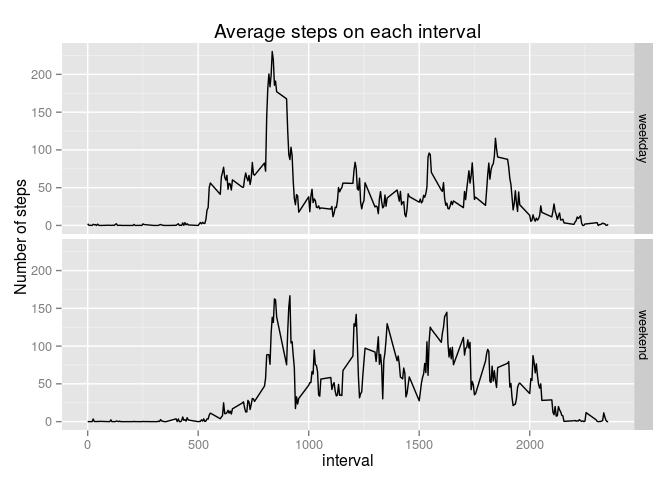 Average steps on each interval
Number of steps
200
150
100
50
0
weekday
200
150
100
50
0
weekend
0 500 1000 1500 2000
interval